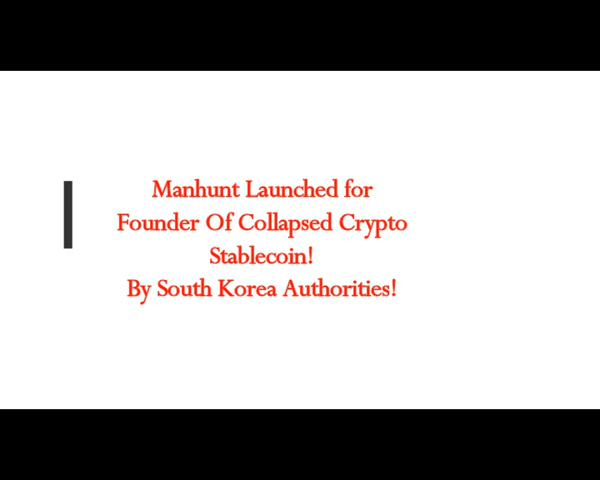 Manhunt Launched for
Founder Of Collapsed Crypto
Stablecoin!
By South Korea Authorities!